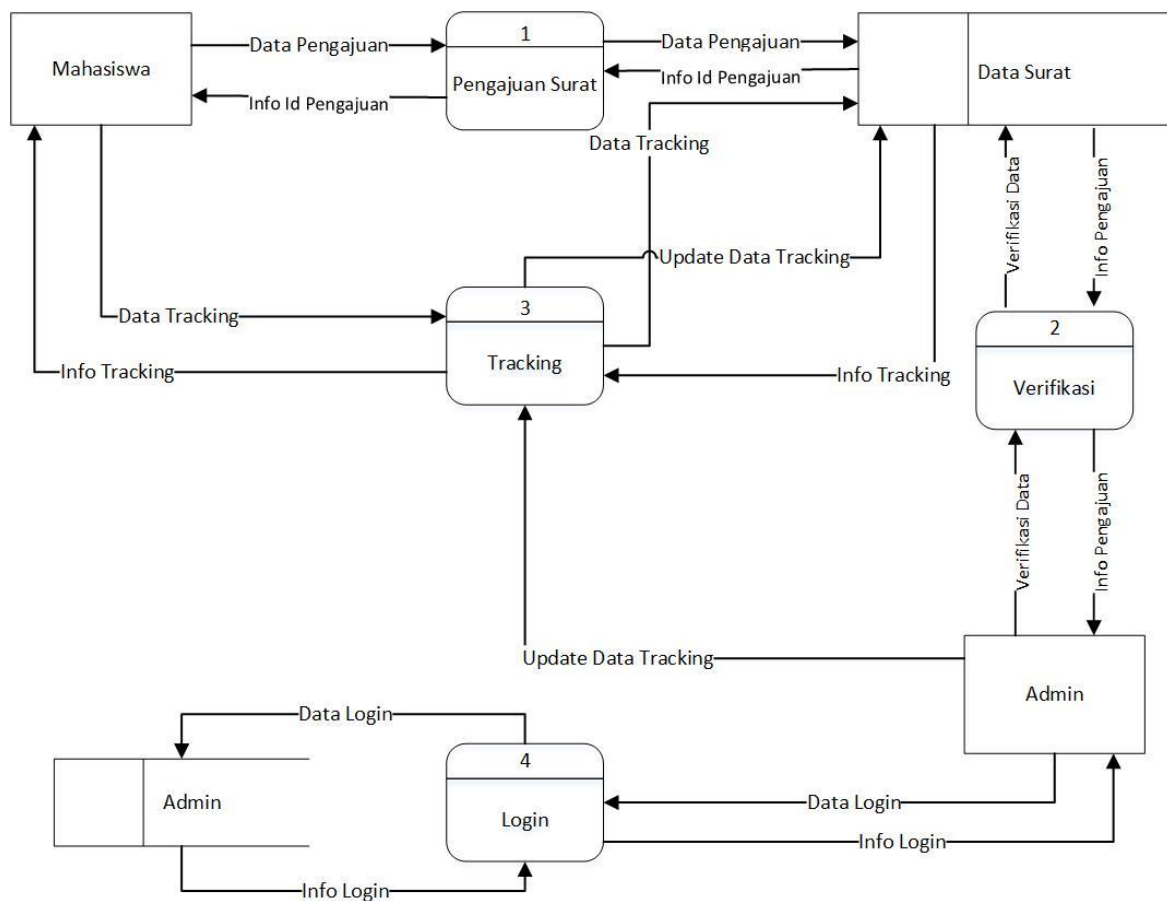 Mahasiswa
Data Pengajuan
1
Pengajuan Surat
Data Pengajuan
Data Surat
Info Id Pengajuan
Info Id Pengajuan
Data Tracking
Verifikasi Data
Info Pengajuan
Update Data Tracking
Data Tracking
3
Tracking
Info Tracking
Info Tracking
2
Verifikasi
Verifikasi Data
Info Pengajuan
Update Data Tracking
Admin
Data Login
4
Login
Admin
Data Login
Info Login
Info Login